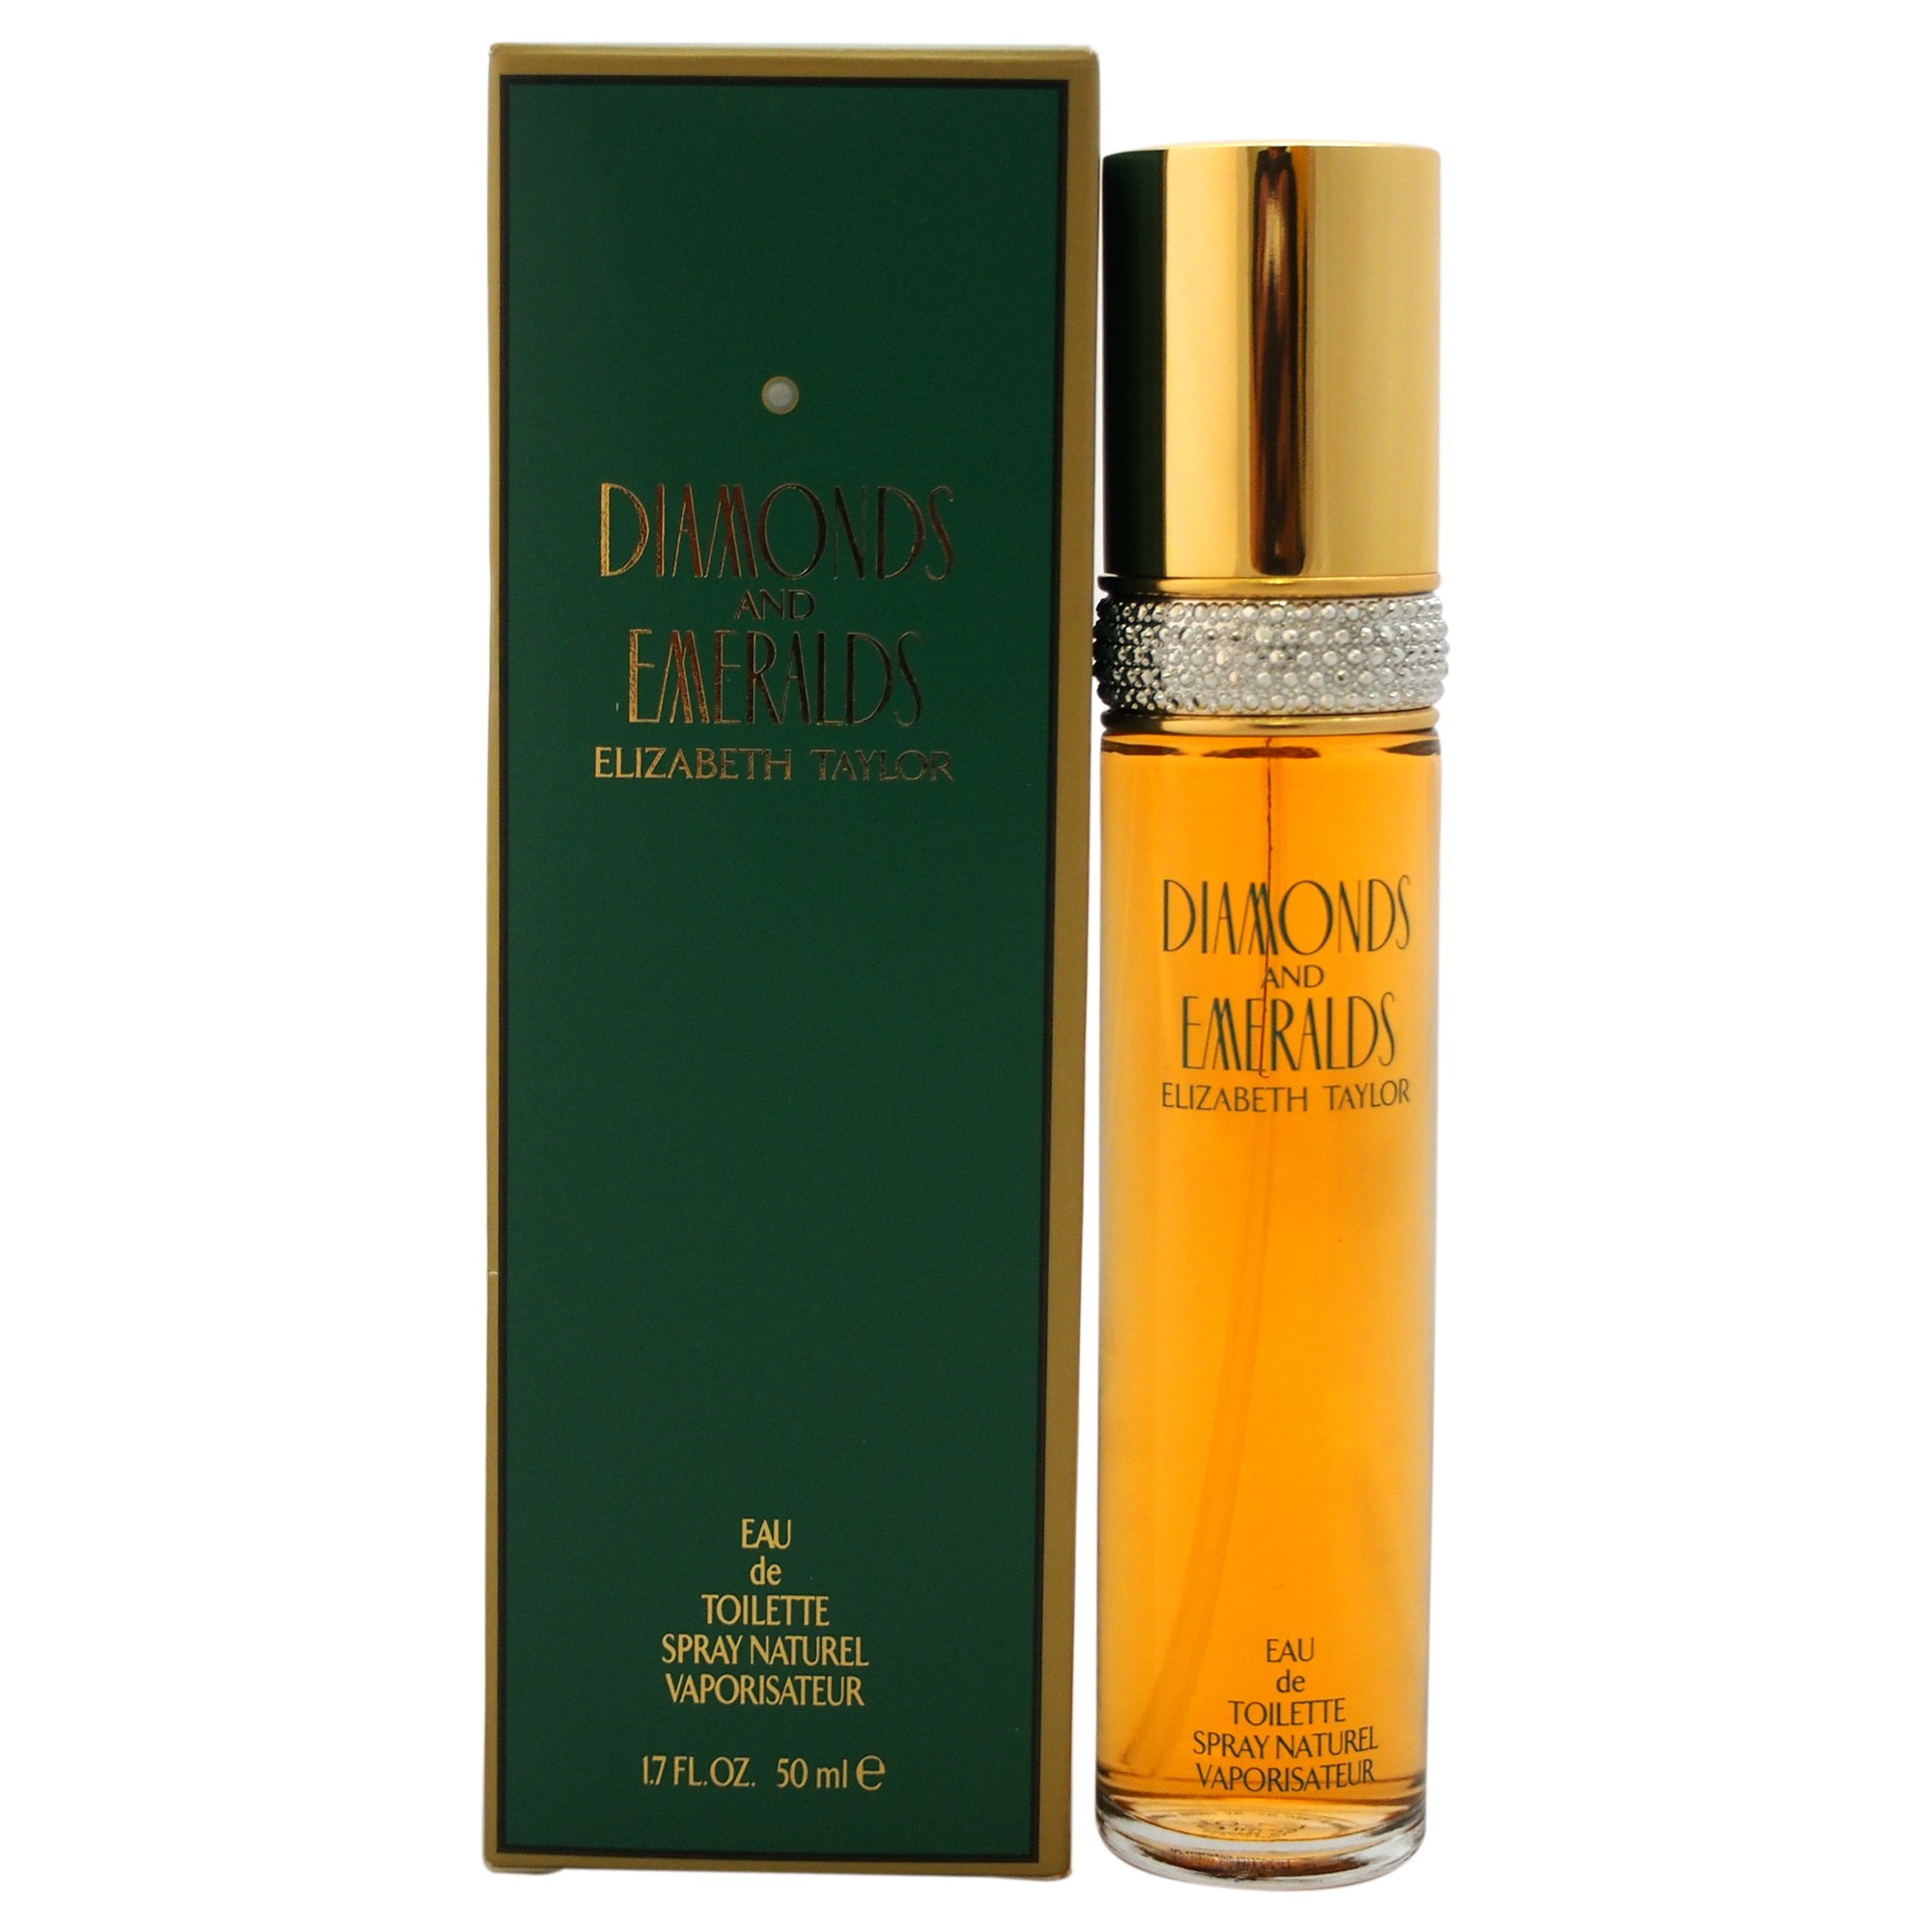 DIAMONDS
AND
EMERALDS
ELIZABETH TAYLOR
EAU
de
TOILETTE
SPRAY NATUREL
VAPORISATEUR
1.7 FL.OZ. 50 ml ℮
DIAMONDS
AND
EMERALDS
ELIZABETH TAYLOR
EAU
de
TOILETTE
SPRAY NATUREL
VAPORISATEUR